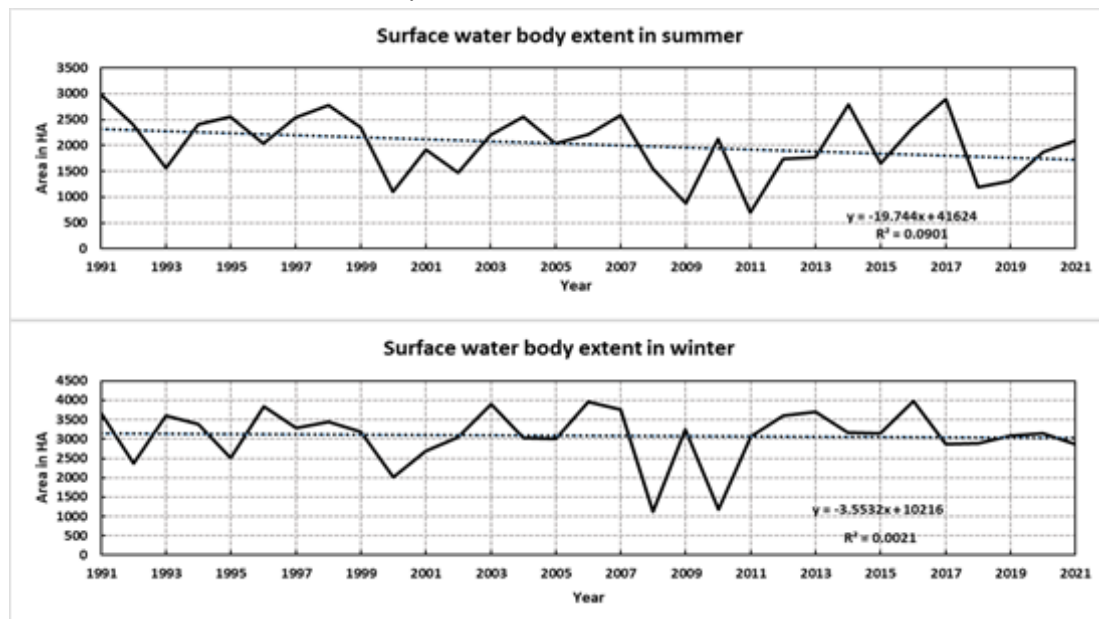 Surface water body extent in summer
3500
3000
2500
2000
1500
1000
500
0
Area in HA
y = -19.744x + 41624
R² = 0.0901
1991 1993 1995 1997 1999 2001 2003 2005 2007 2009 2011 2013 2015 2017 2019 2021
Year
Surface water body extent in winter
4500
4000
3500
3000
2500
2000
1500
1000
500
0
Area in HA
y = -3.5532x + 10216
R² = 0.0021
1991 1993 1995 1997 1999 2001 2003 2005 2007 2009 2011 2013 2015 2017 2019 2021
Year